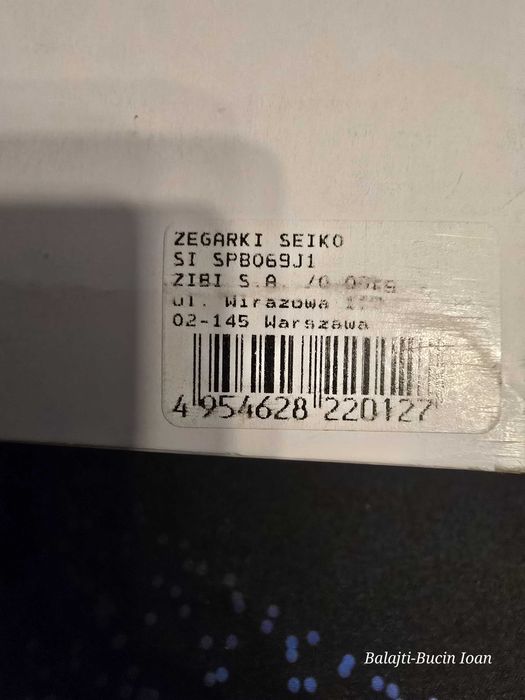 ZEGARKI SEIKO
SI SPB069J1
ZIBI S.A.
ul. Wirazowa
02-145 Warszawa
4 954628 220127
Balajti-Bucin Ioan